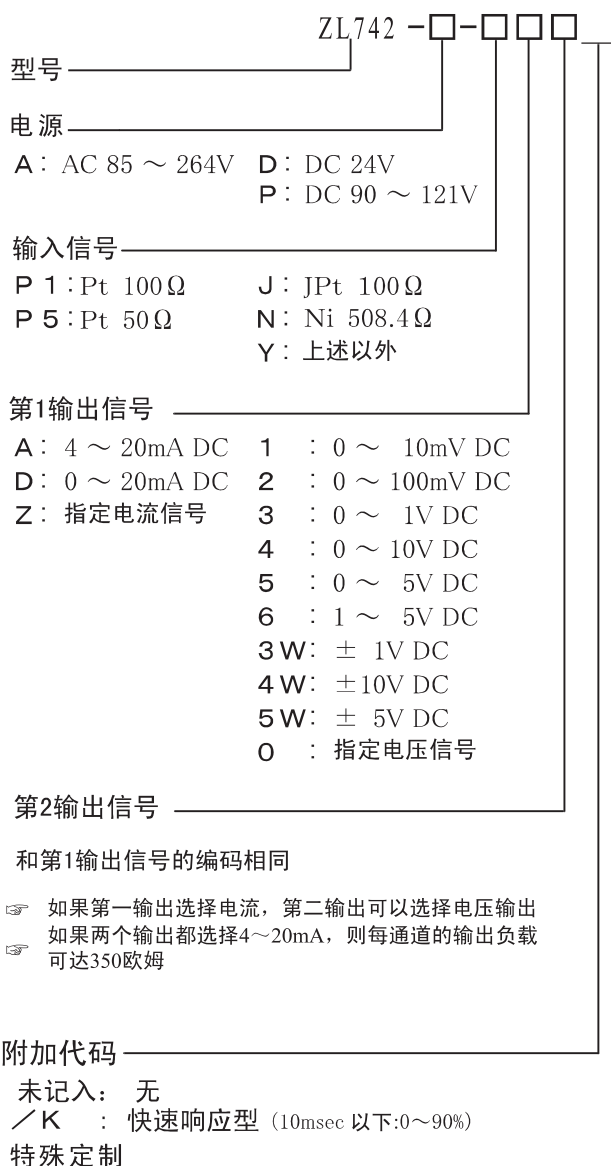 ZL742 -□-□□□
型号
电源
A： AC 85 ～ 264V D： DC 24V
P： DC 90 ～ 121V
输入信号
P 1：Pt 100Ω J： JPt 100Ω
P 5：Pt 50Ω N： Ni 508.4Ω
Y： 上述以外
第1输出信号
A： 4 ～ 20mA DC 1 ： 0 ～ 10mV DC
D： 0 ～ 20mA DC 2 ： 0 ～ 100mV DC
Z： 指定电流信号 3 ： 0 ～ 1V DC
4 ： 0 ～ 10V DC
5 ： 0 ～ 5V DC
6 ： 1 ～ 5V DC
3W： ± 1V DC
4W： ±10V DC
5W： ± 5V DC
0 ： 指定电压信号
第2输出信号
和第1输出信号的编码相同
☞ 如果第一输出选择电流，第二输出可以选择电压输出
☞ 如果两个输出都选择4～20mA，则每通道的输出负载
可达350欧姆
附加代码
未记入： 无
／K ： 快速响应型 (10msec 以下:0～90%)
特殊定制